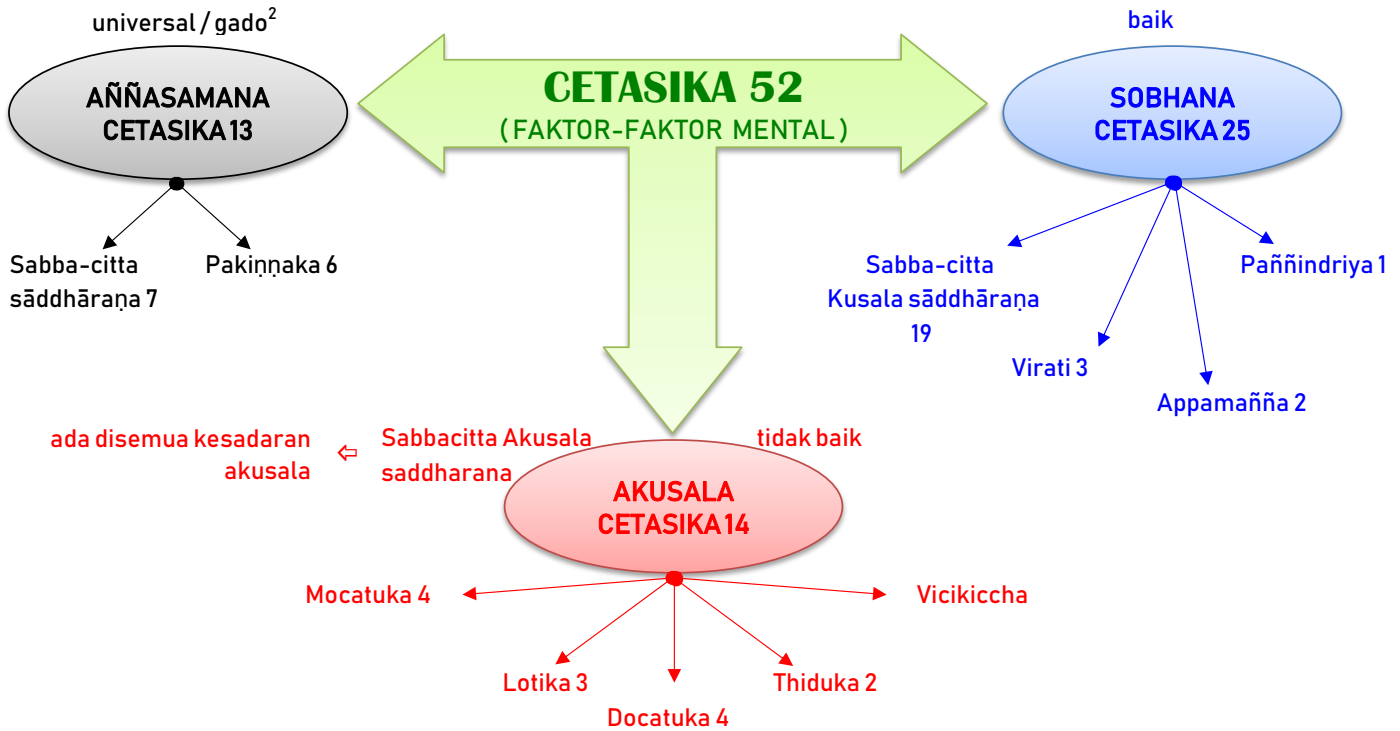 universal / gado²
baik
AÑÑASAMANA
CETASIKA 13
CETASIKA 52
(FAKTOR-FAKTOR MENTAL)
SOBHANA
CETASIKA 25
Sabba-citta
sāddhāraṇa 7
Pakiṇṇaka 6
Sabba-citta
Kusala sāddhāraṇa
19
Virati 3
Appamañña 2
Paññindriya 1
ada disemua kesadaran
akusala
⇦
Sabbacitta Akusala
saddharana
tidak baik
AKUSALA
CETASIKA 14
Mocatuka 4
Lotika 3
Docatuka 4
Thiduka 2
Vicikiccha